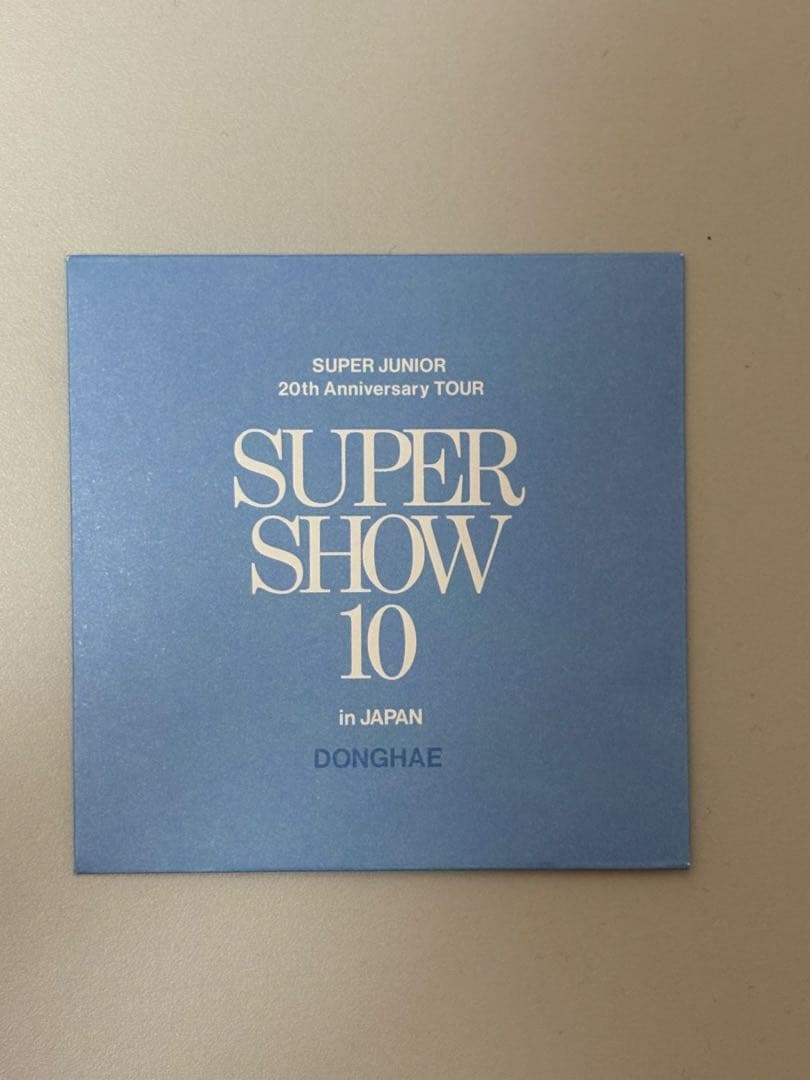 SUPER JUNIOR
20th Anniversary TOUR
SUPER
SHOW
10
in JAPAN
DONGHAE